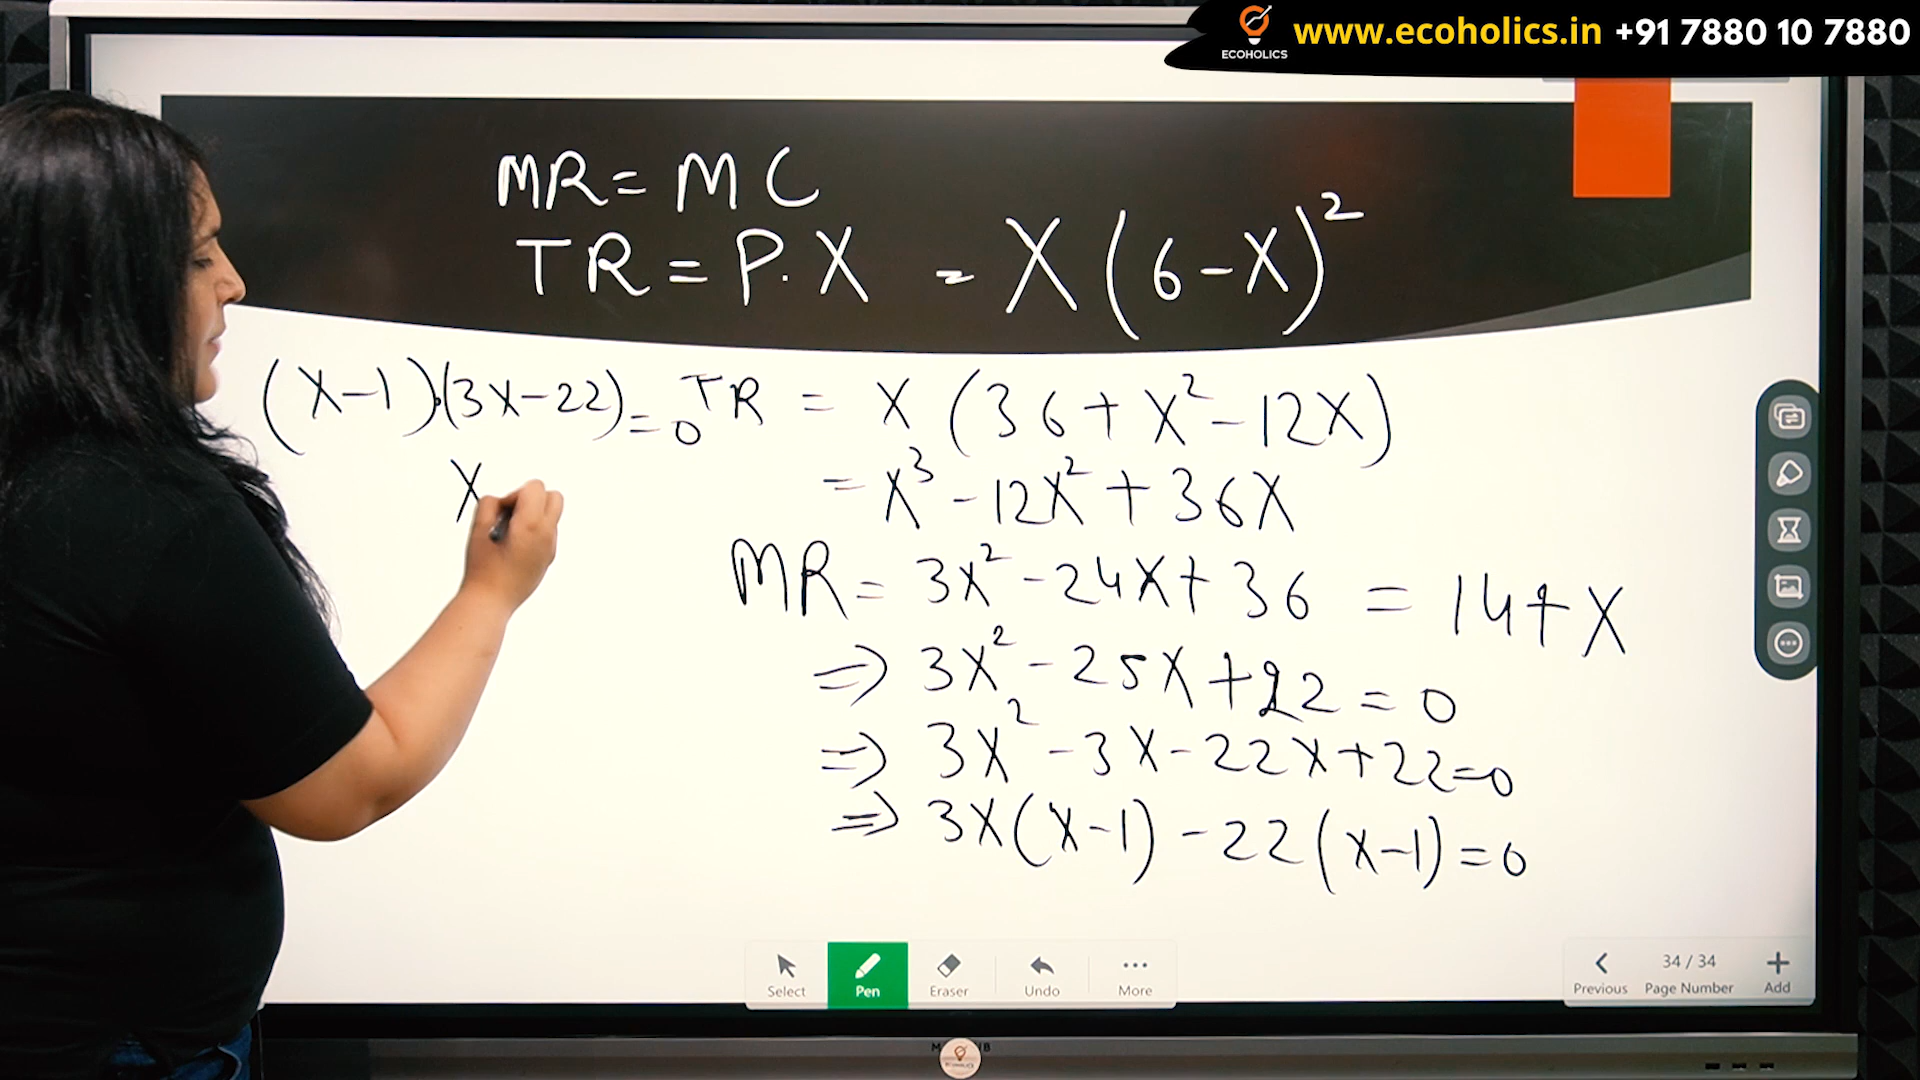 ECOHOLICS
www.ecoholics.in +91 7880 10 7880
MR = MC
TR = P.X = X(6-X)²
(X-1).(3X-22)=0
X
TR = X(36+X²-12X)
= X³-12X²+36X
MR = 3X²-24X+36 = 14+X
⇒ 3X²-25X+22=0
⇒ 3X²-3X-22X+22=0
⇒ 3X(X-1)-22(X-1)=0
Select
Pen
Eraser
Undo
More
Previous
34 / 34
Page Number
Add